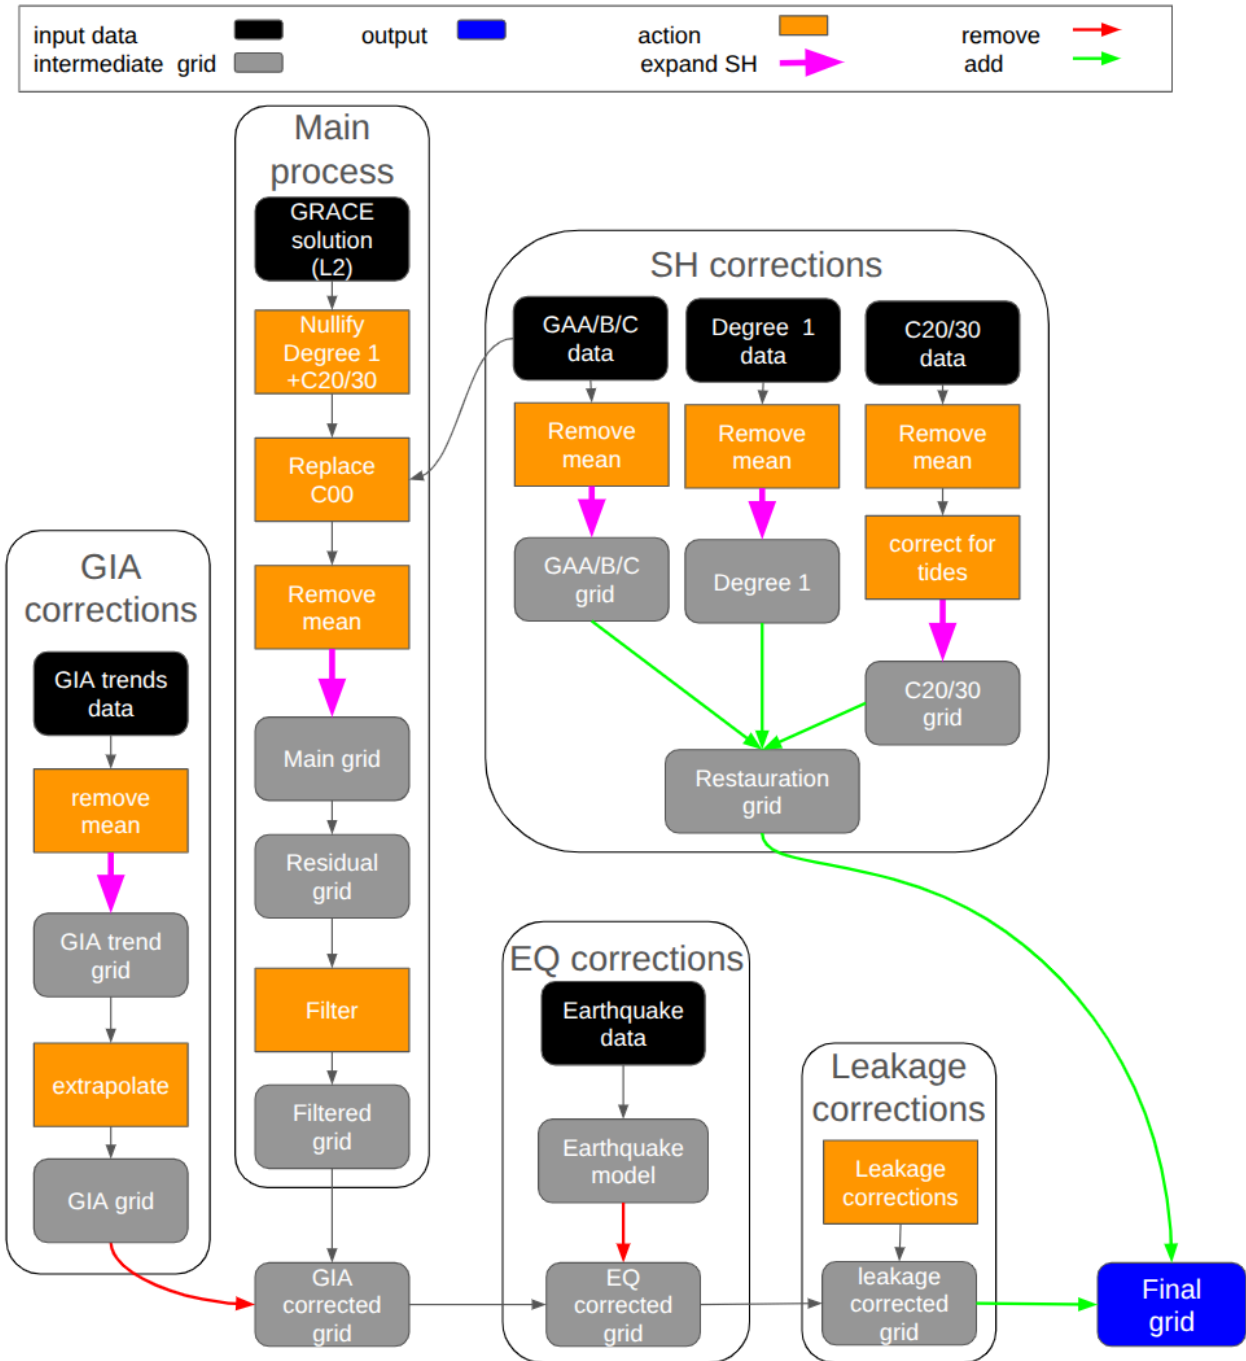 input data
output
action
remove
intermediate grid
expand SH
add
Main
process
GRACE
solution
(L2)
Nullify
Degree 1
+C20/30
Replace
C00
Remove
mean
Main grid
Residual
grid
Filter
Filtered
grid
GIA
corrected
grid
SH corrections
GAA/B/C
data
Degree 1
data
C20/30
data
Remove
mean
Remove
mean
Remove
mean
correct for
tides
GAA/B/C
grid
Degree 1
C20/30
grid
Restauration
grid
GIA
corrections
GIA trends
data
remove
mean
GIA trend
grid
extrapolate
GIA grid
EQ corrections
Earthquake
data
Earthquake
model
EQ
corrected
grid
Leakage
corrections
Leakage
corrections
leakage
corrected
grid
Final
grid